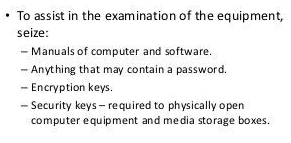 • To assist in the examination of the equipment,
seize:
– Manuals of computer and software.
– Anything that may contain a password.
– Encryption keys.
– Security keys – required to physically open
computer equipment and media storage boxes.